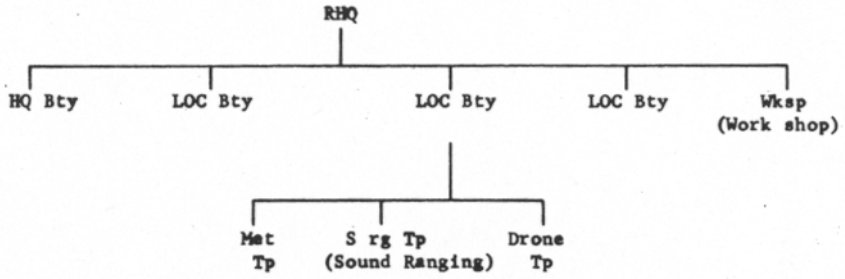 RHQ
HQ Bty LOC Bty LOC Bty LOC Bty Wksp
(Work shop)
Met S rg Tp Drone
Tp (Sound Ranging) Tp